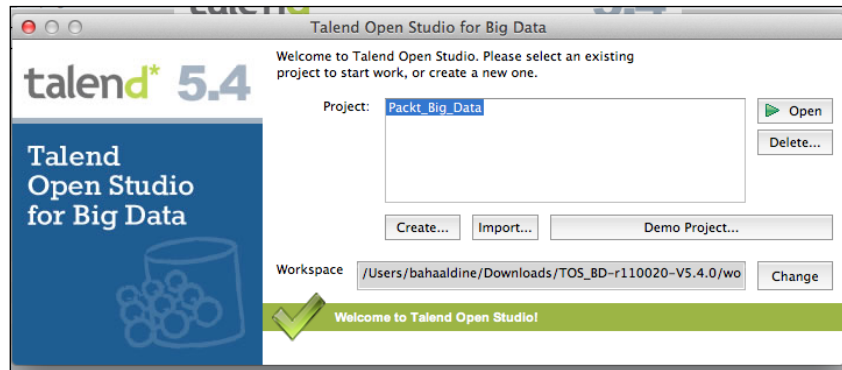 Talend Open Studio for Big Data
talend* 5.4
Talend
Open Studio
for Big Data
Welcome to Talend Open Studio. Please select an existing
project to start work, or create a new one.
Project:
Packt_Big_Data
Open
Delete...
Create...
Import...
Demo Project...
Workspace
/Users/bahaaldine/Downloads/TOS_BD-r110020-V5.4.0/wo
Change
Welcome to Talend Open Studio!